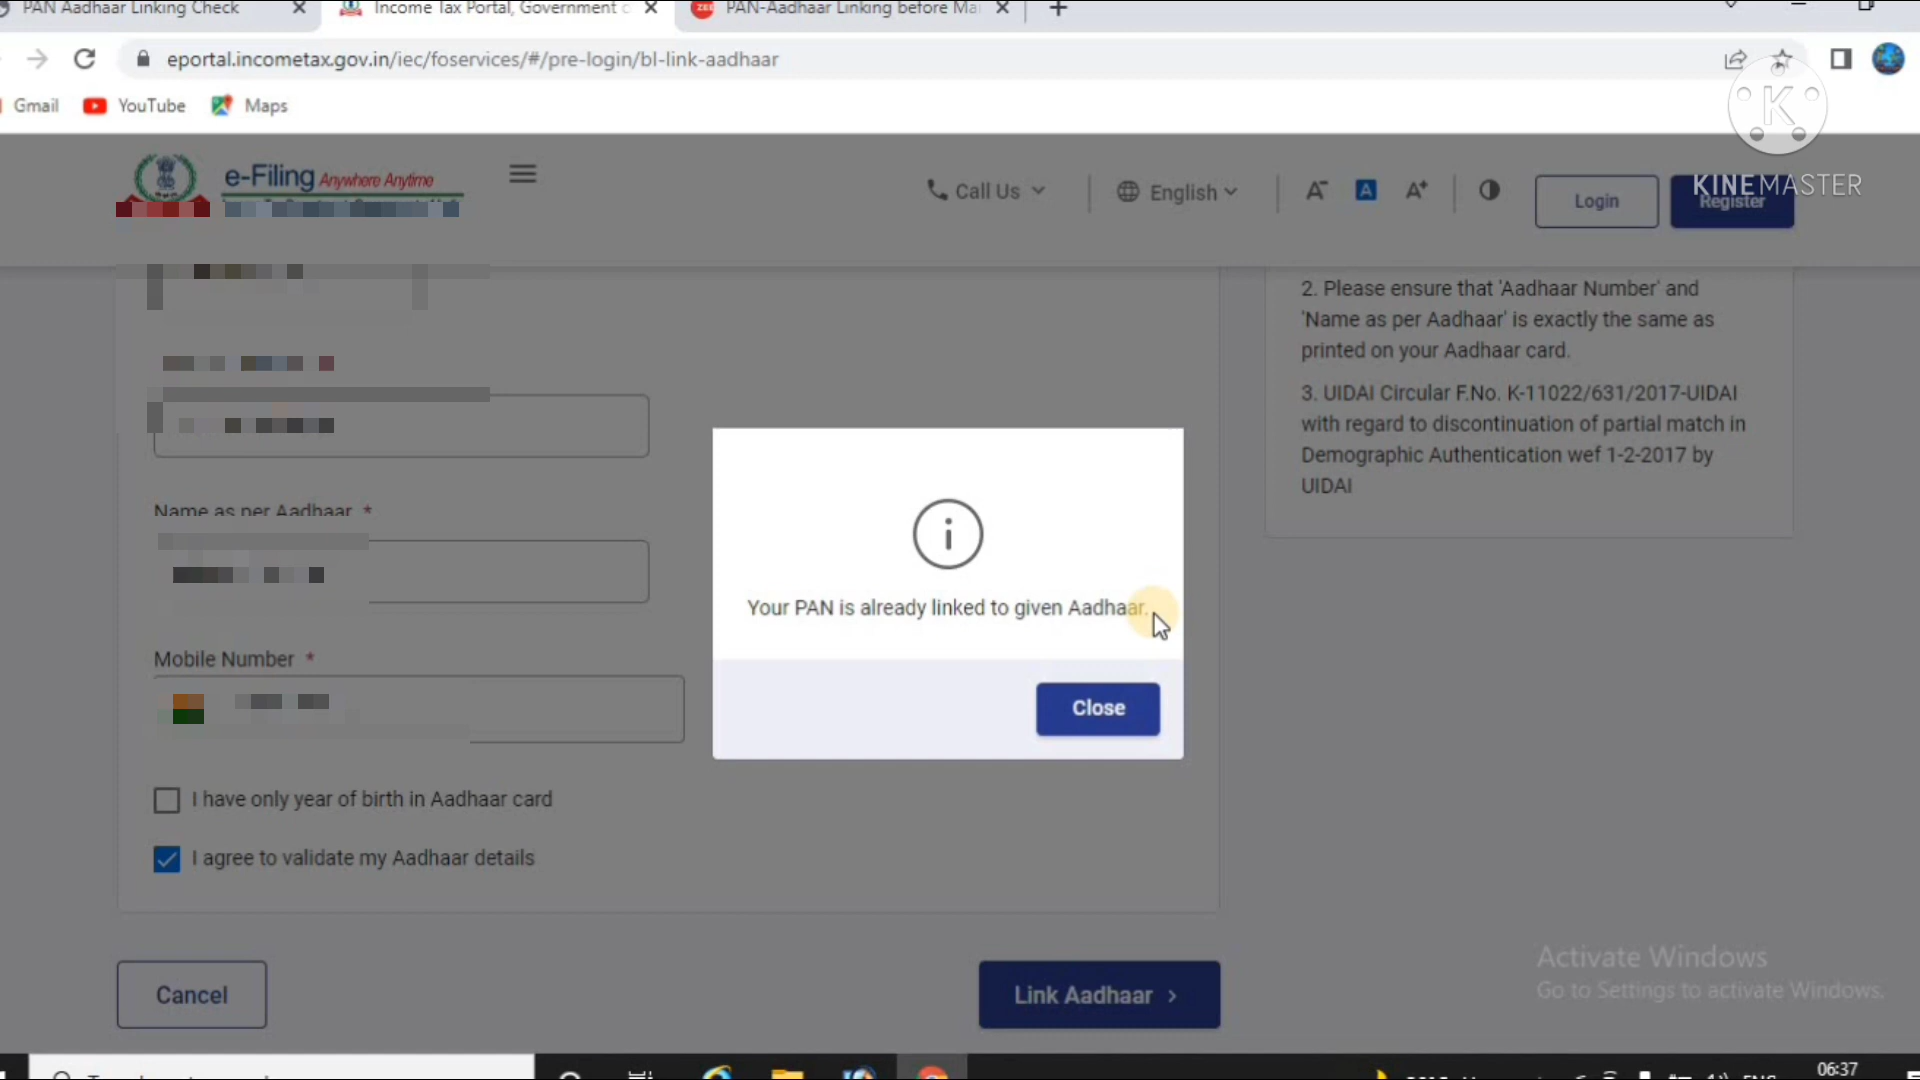 PAN Aadhaar Linking Check
Income Tax Portal, Government
PAN-Aadhaar Linking before Ma
eportal.incometax.gov.in/iec/foservices/#/pre-login/bl-link-aadhaar
Gmail YouTube Maps
K
KINEMASTER
e-Filing Anywhere Anytime
Call Us
English
A- A A+
Login
Register
2. Please ensure that 'Aadhaar Number' and
'Name as per Aadhaar' is exactly the same as
printed on your Aadhaar card.
3. UIDAI Circular F.No. K-11022/631/2017-UIDAI
with regard to discontinuation of partial match in
Demographic Authentication wef 1-2-2017 by
UIDAI
Name as per Aadhaar *
Mobile Number *
I have only year of birth in Aadhaar card
I agree to validate my Aadhaar details
Your PAN is already linked to given Aadhaar.
Close
Cancel
Link Aadhaar >
Activate Windows
Go to Settings to activate Windows.
06:37